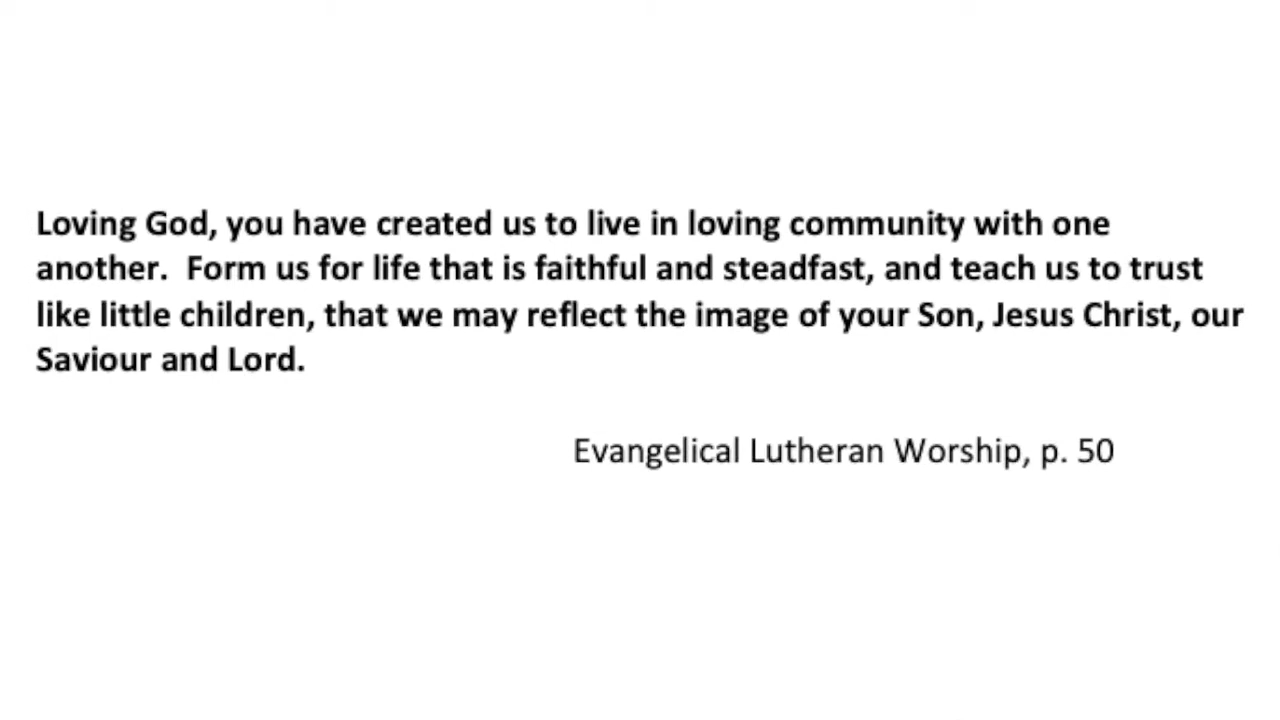 Loving God, you have created us to live in loving community with one
another.  Form us for life that is faithful and steadfast, and teach us to trust
like little children, that we may reflect the image of your Son, Jesus Christ, our
Saviour and Lord.
Evangelical Lutheran Worship, p. 50